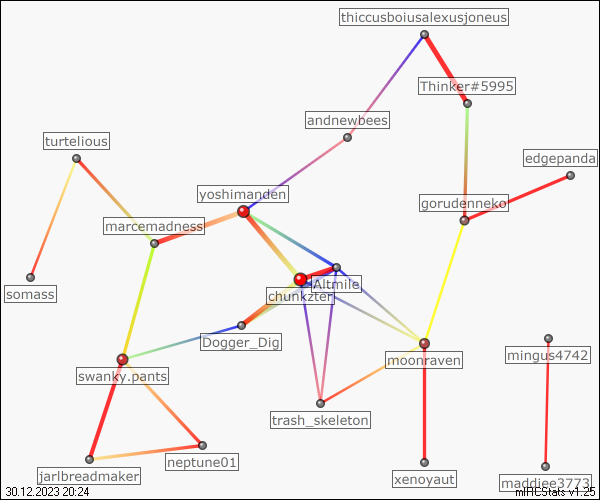 thiccusboiusalexusjoneus
Thinker#5995
andnewbees
turtelious
edgepanda
yoshimanden
gorudenneko
marcemadness
Altmile
somass
chunkzter
Dogger_Dig
mingus4742
moonraven
swanky.pants
trash_skeleton
neptune01
jarlbreadmaker
xenoyaut
maddiee3773
30.12.2023 20:24
mIHCStats v1.25